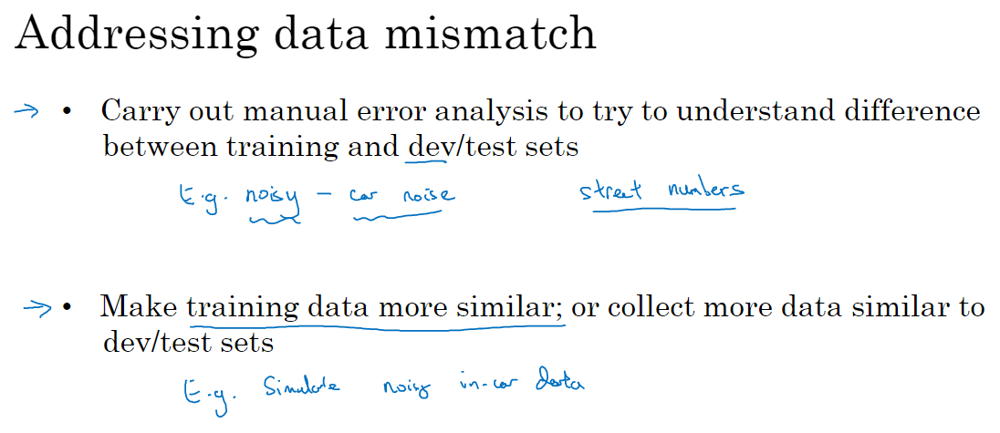 Addressing data mismatch
→ • Carry out manual error analysis to try to understand difference
between training and dev/test sets
E.g. noisy - car noise street numbers
→ • Make training data more similar; or collect more data similar to
dev/test sets
E.g. Simulate noisy in-car data